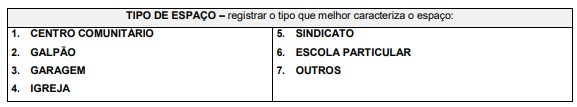 TIPO DE ESPAÇO – registrar o tipo que melhor caracteriza o espaço:
1. CENTRO COMUNITÁRIO
2. GALPÃO
3. GARAGEM
4. IGREJA
5. SINDICATO
6. ESCOLA PARTICULAR
7. OUTROS